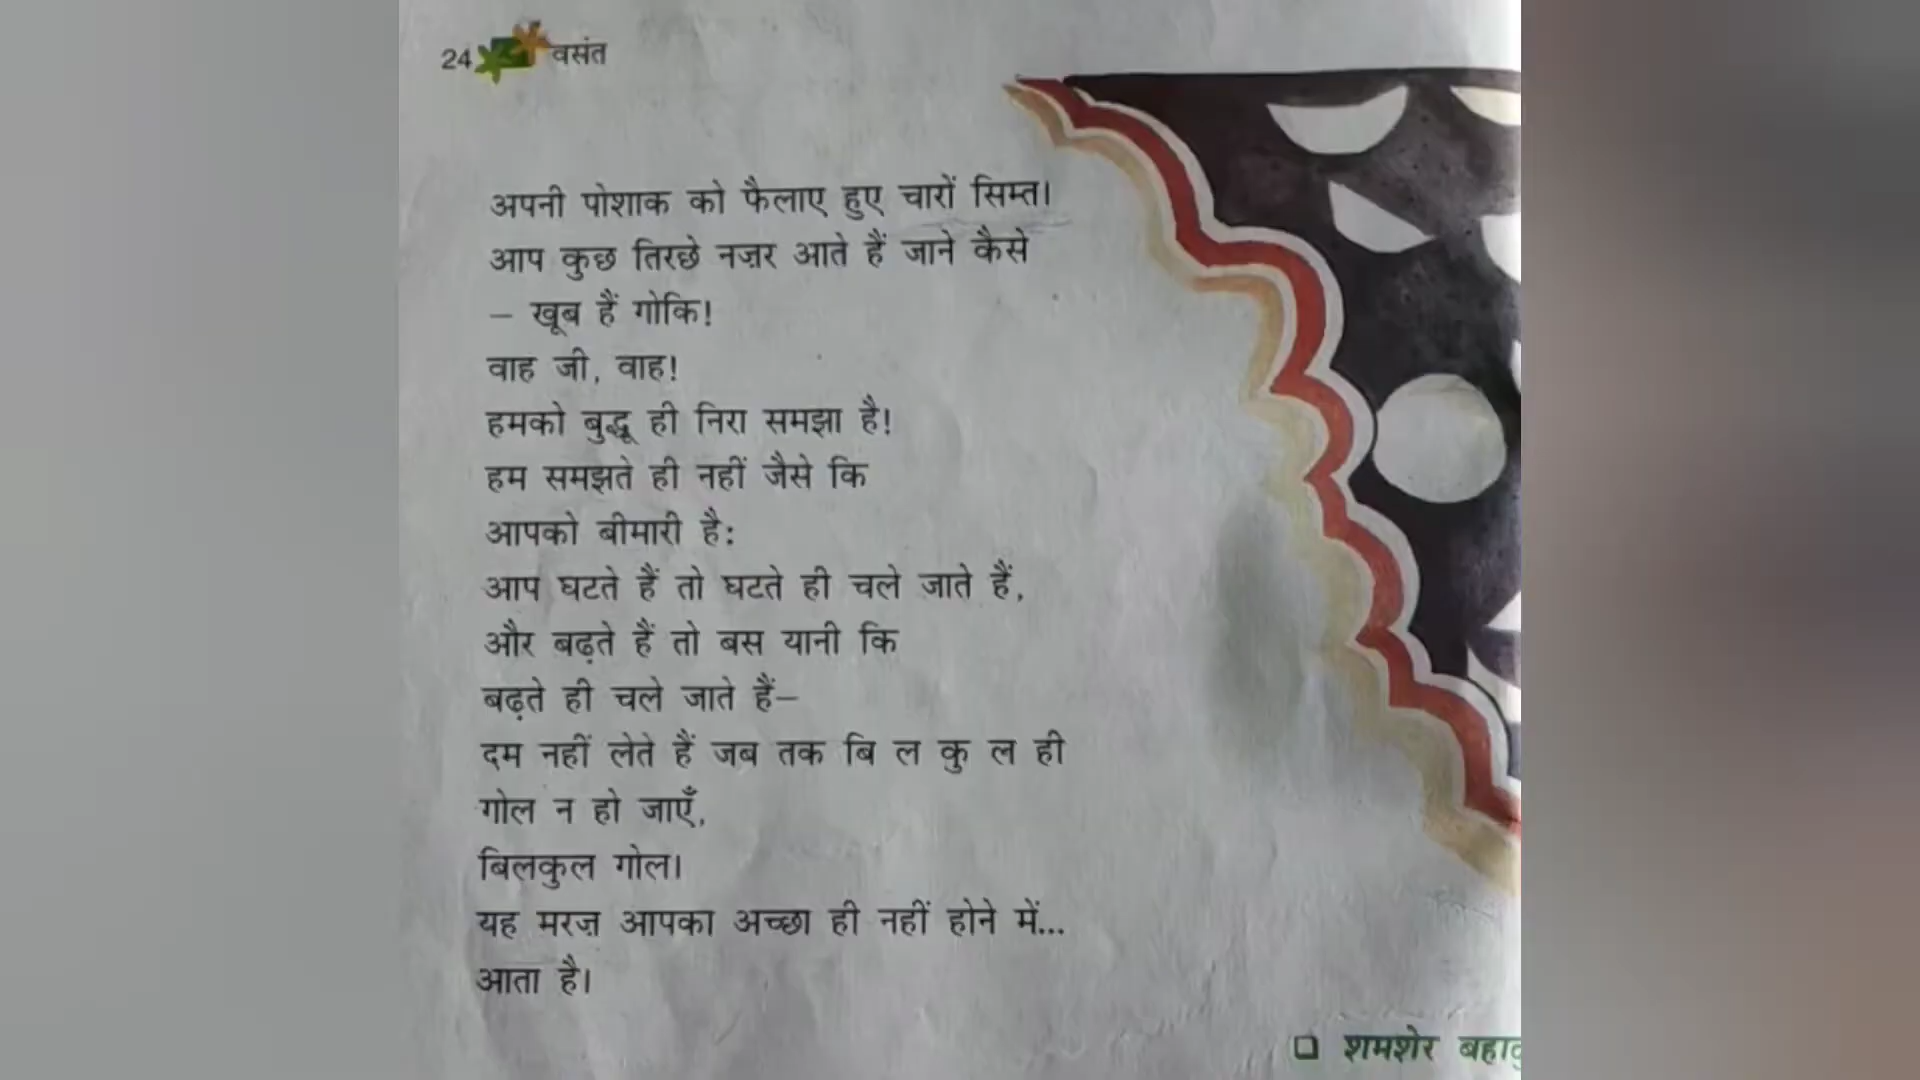 24 वसंत
अपनी पोशाक को फैलाए हुए चारों सिम्त।
आप कुछ तिरछे नज़र आते हैं जाने कैसे
– खूब हैं गोकि!
वाह जी, वाह!
हमको बुद्धू ही निरा समझा है!
हम समझते ही नहीं जैसे कि
आपको बीमारी है:
आप घटते हैं तो घटते ही चले जाते हैं,
और बढ़ते हैं तो बस यानी कि
बढ़ते ही चले जाते हैं–
दम नहीं लेते हैं जब तक बि ल कु ल ही
गोल न हो जाएँ,
बिलकुल गोल।
यह मरज़ आपका अच्छा ही नहीं होने में...
आता है।
❑ शमशेर